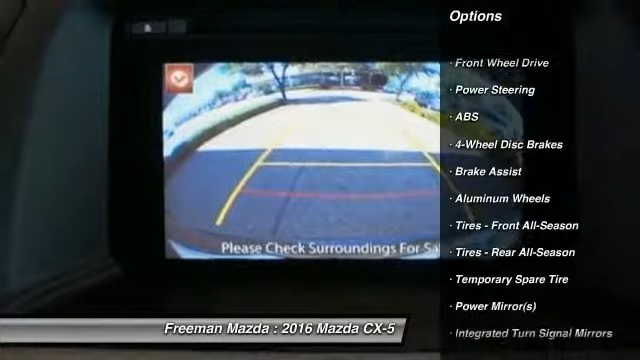 Options
· Front Wheel Drive
· Power Steering
· ABS
· 4-Wheel Disc Brakes
· Brake Assist
· Aluminum Wheels
· Tires - Front All-Season
· Tires - Rear All-Season
· Temporary Spare Tire
· Power Mirror(s)
· Integrated Turn Signal Mirrors
Please Check Surroundings For
Freeman Mazda : 2016 Mazda CX-5